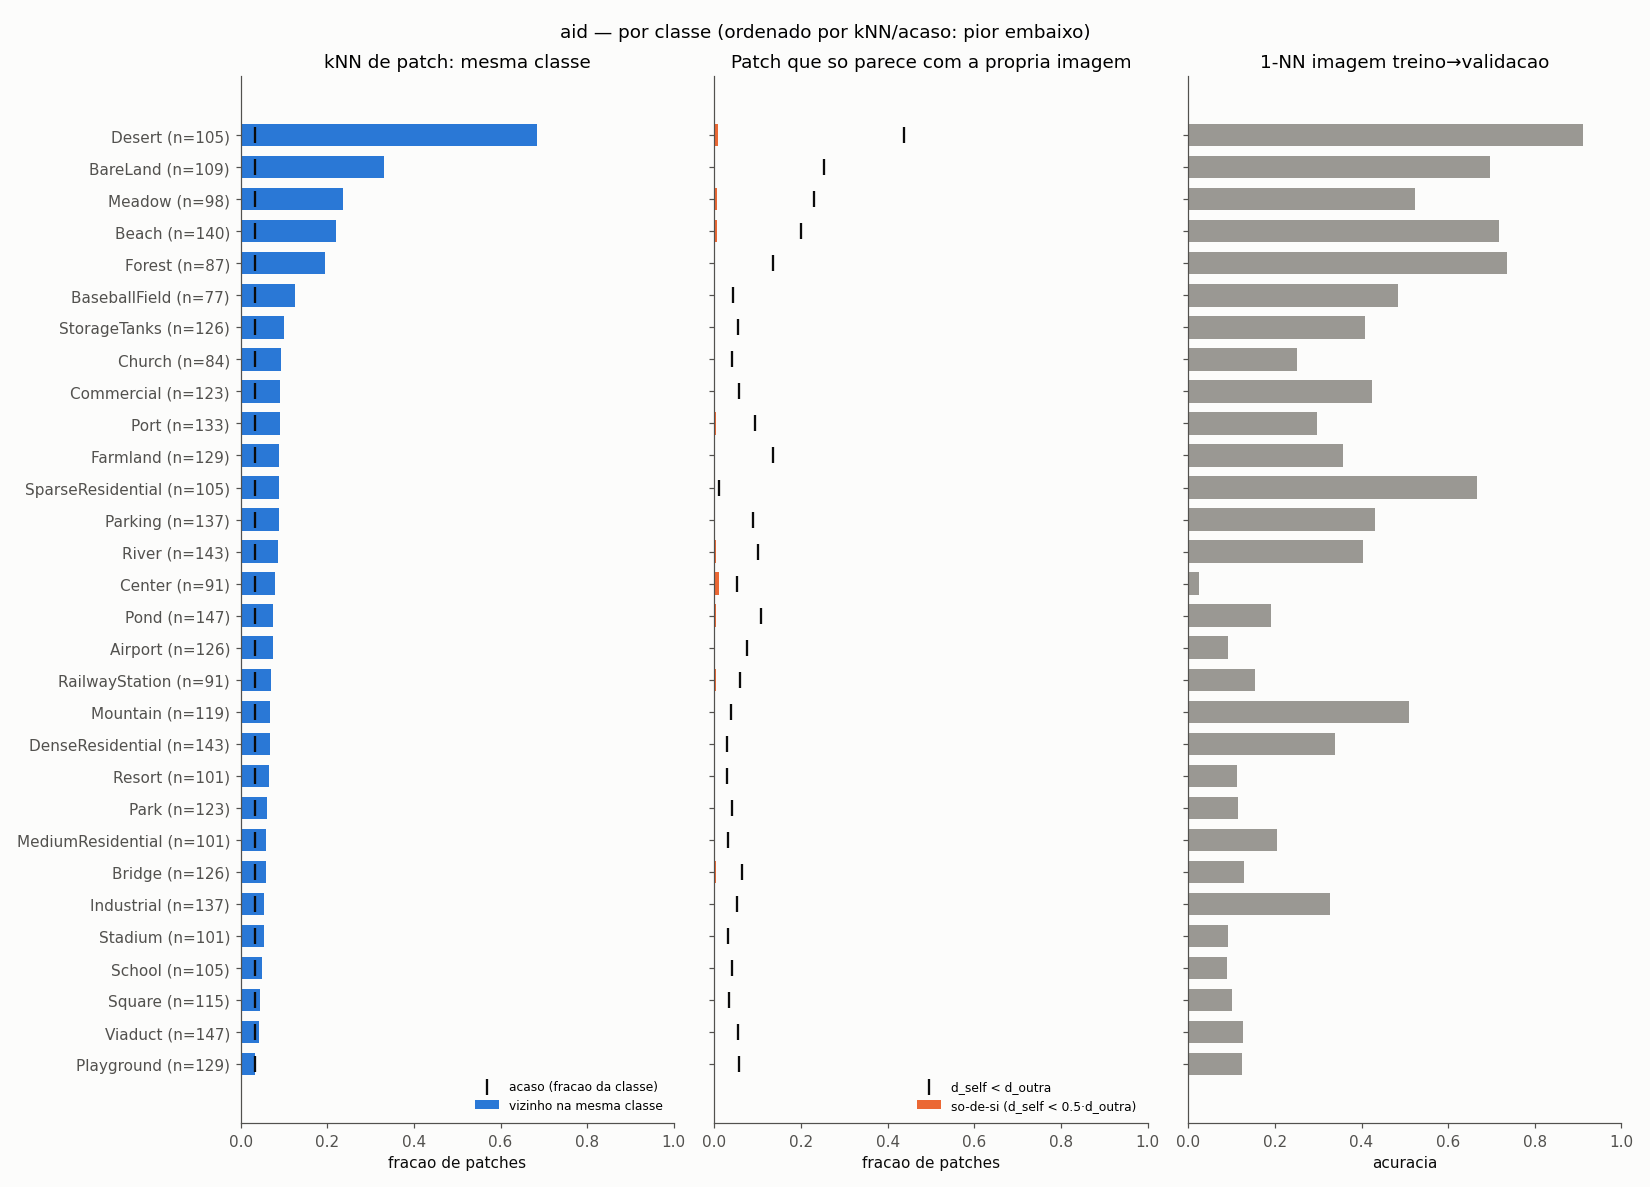 aid — por classe (ordenado por kNN/acaso: pior embaixo)
kNN de patch: mesma classe
Patch que so parece com a propria imagem
1-NN imagem treino→validacao
Desert (n=105)
BareLand (n=109)
Meadow (n=98)
Beach (n=140)
Forest (n=87)
BaseballField (n=77)
StorageTanks (n=126)
Church (n=84)
Commercial (n=123)
Port (n=133)
Farmland (n=129)
SparseResidential (n=105)
Parking (n=137)
River (n=143)
Center (n=91)
Pond (n=147)
Airport (n=126)
RailwayStation (n=91)
Mountain (n=119)
DenseResidential (n=143)
Resort (n=101)
Park (n=123)
MediumResidential (n=101)
Bridge (n=126)
Industrial (n=137)
Stadium (n=101)
School (n=105)
Square (n=115)
Viaduct (n=147)
Playground (n=129)
acaso (fracao da classe)
vizinho na mesma classe
d_self < d_outra
so-de-si (d_self < 0.5·d_outra)
0.0 0.2 0.4 0.6 0.8 1.0
0.0 0.2 0.4 0.6 0.8 1.0
0.0 0.2 0.4 0.6 0.8 1.0
fracao de patches
fracao de patches
acuracia